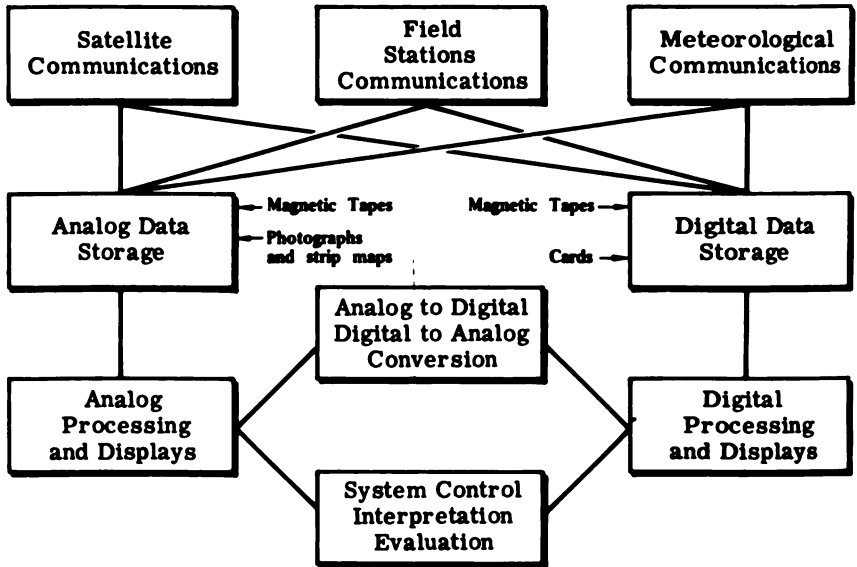 Satellite
Communications
Field
Stations
Communications
Meteorological
Communications
Analog Data
Storage
Magnetic Tapes
Photographs
and strip maps
Magnetic Tapes
Cards
Digital Data
Storage
Analog to Digital
Digital to Analog
Conversion
Analog
Processing
and Displays
Digital
Processing
and Displays
System Control
Interpretation
Evaluation